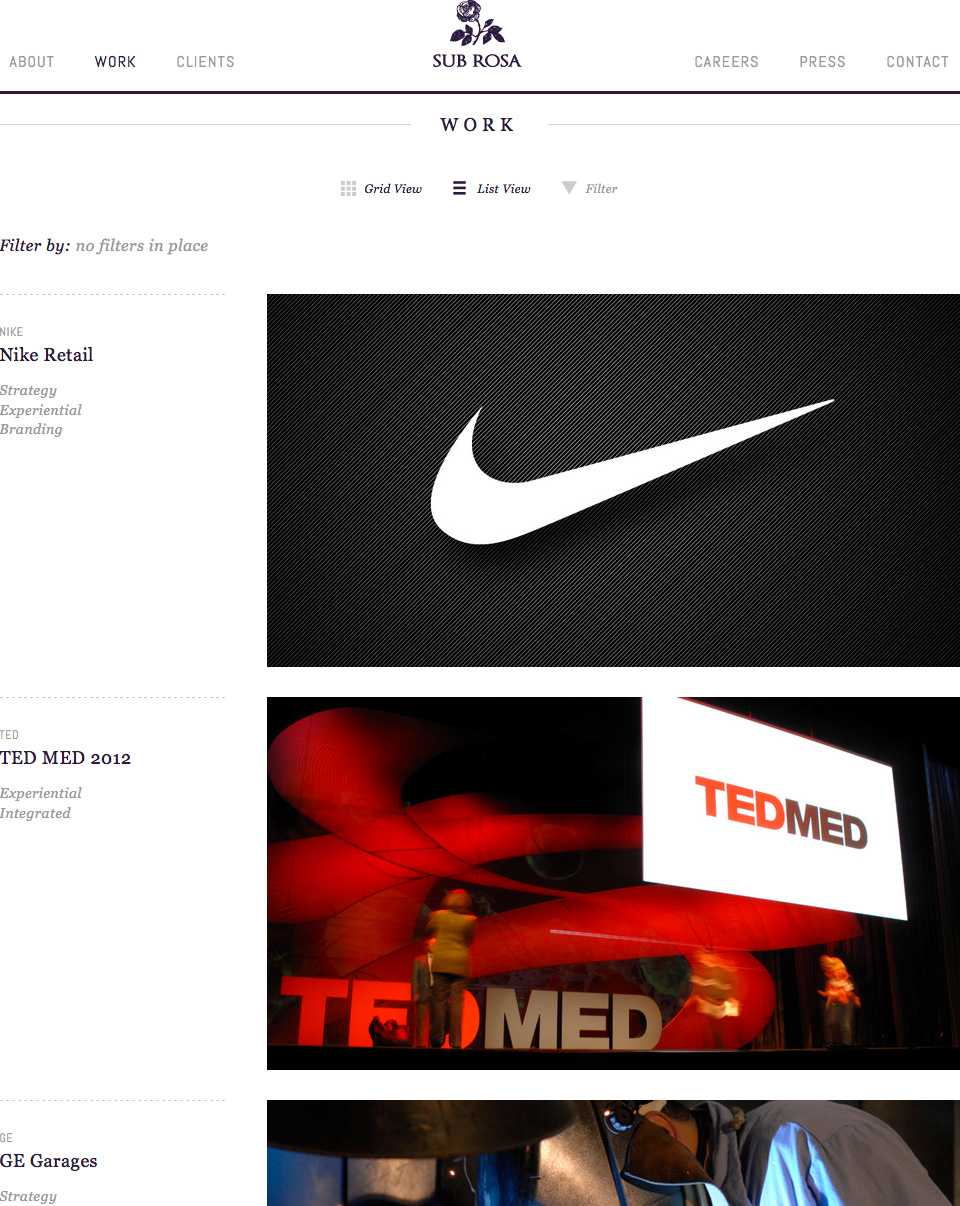 ABOUT WORK CLIENTS
SUB ROSA
CAREERS PRESS CONTACT
WORK
Grid View List View Filter
Filter by: no filters in place
NIKE
Nike Retail
Strategy
Experiential
Branding
TED
TED MED 2012
Experiential
Integrated
TEDMED
TEDMED
GE
GE Garages
Strategy